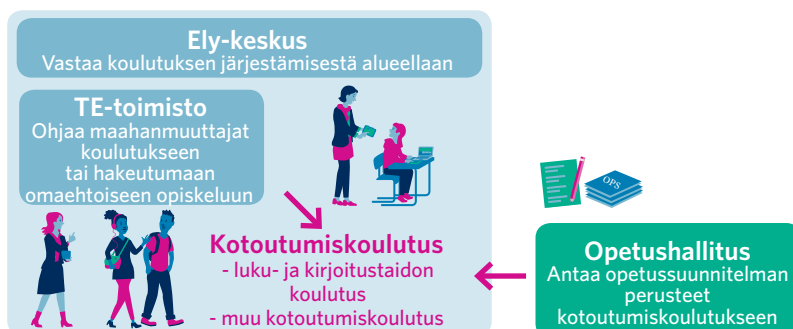 Ely-keskus
Vastaa koulutuksen järjestämisestä alueellaan
TE-toimisto
Ohjaa maahanmuuttajat
koulutukseen
tai hakeutumaan
omaehtoiseen opiskeluun
Kotoutumiskoulutus
- luku- ja kirjoitustaidon
koulutus
- muu kotoutumiskoulutus
OPS
Opetushallitus
Antaa opetussuunnitelman
perusteet
kotoutumiskoulutukseen